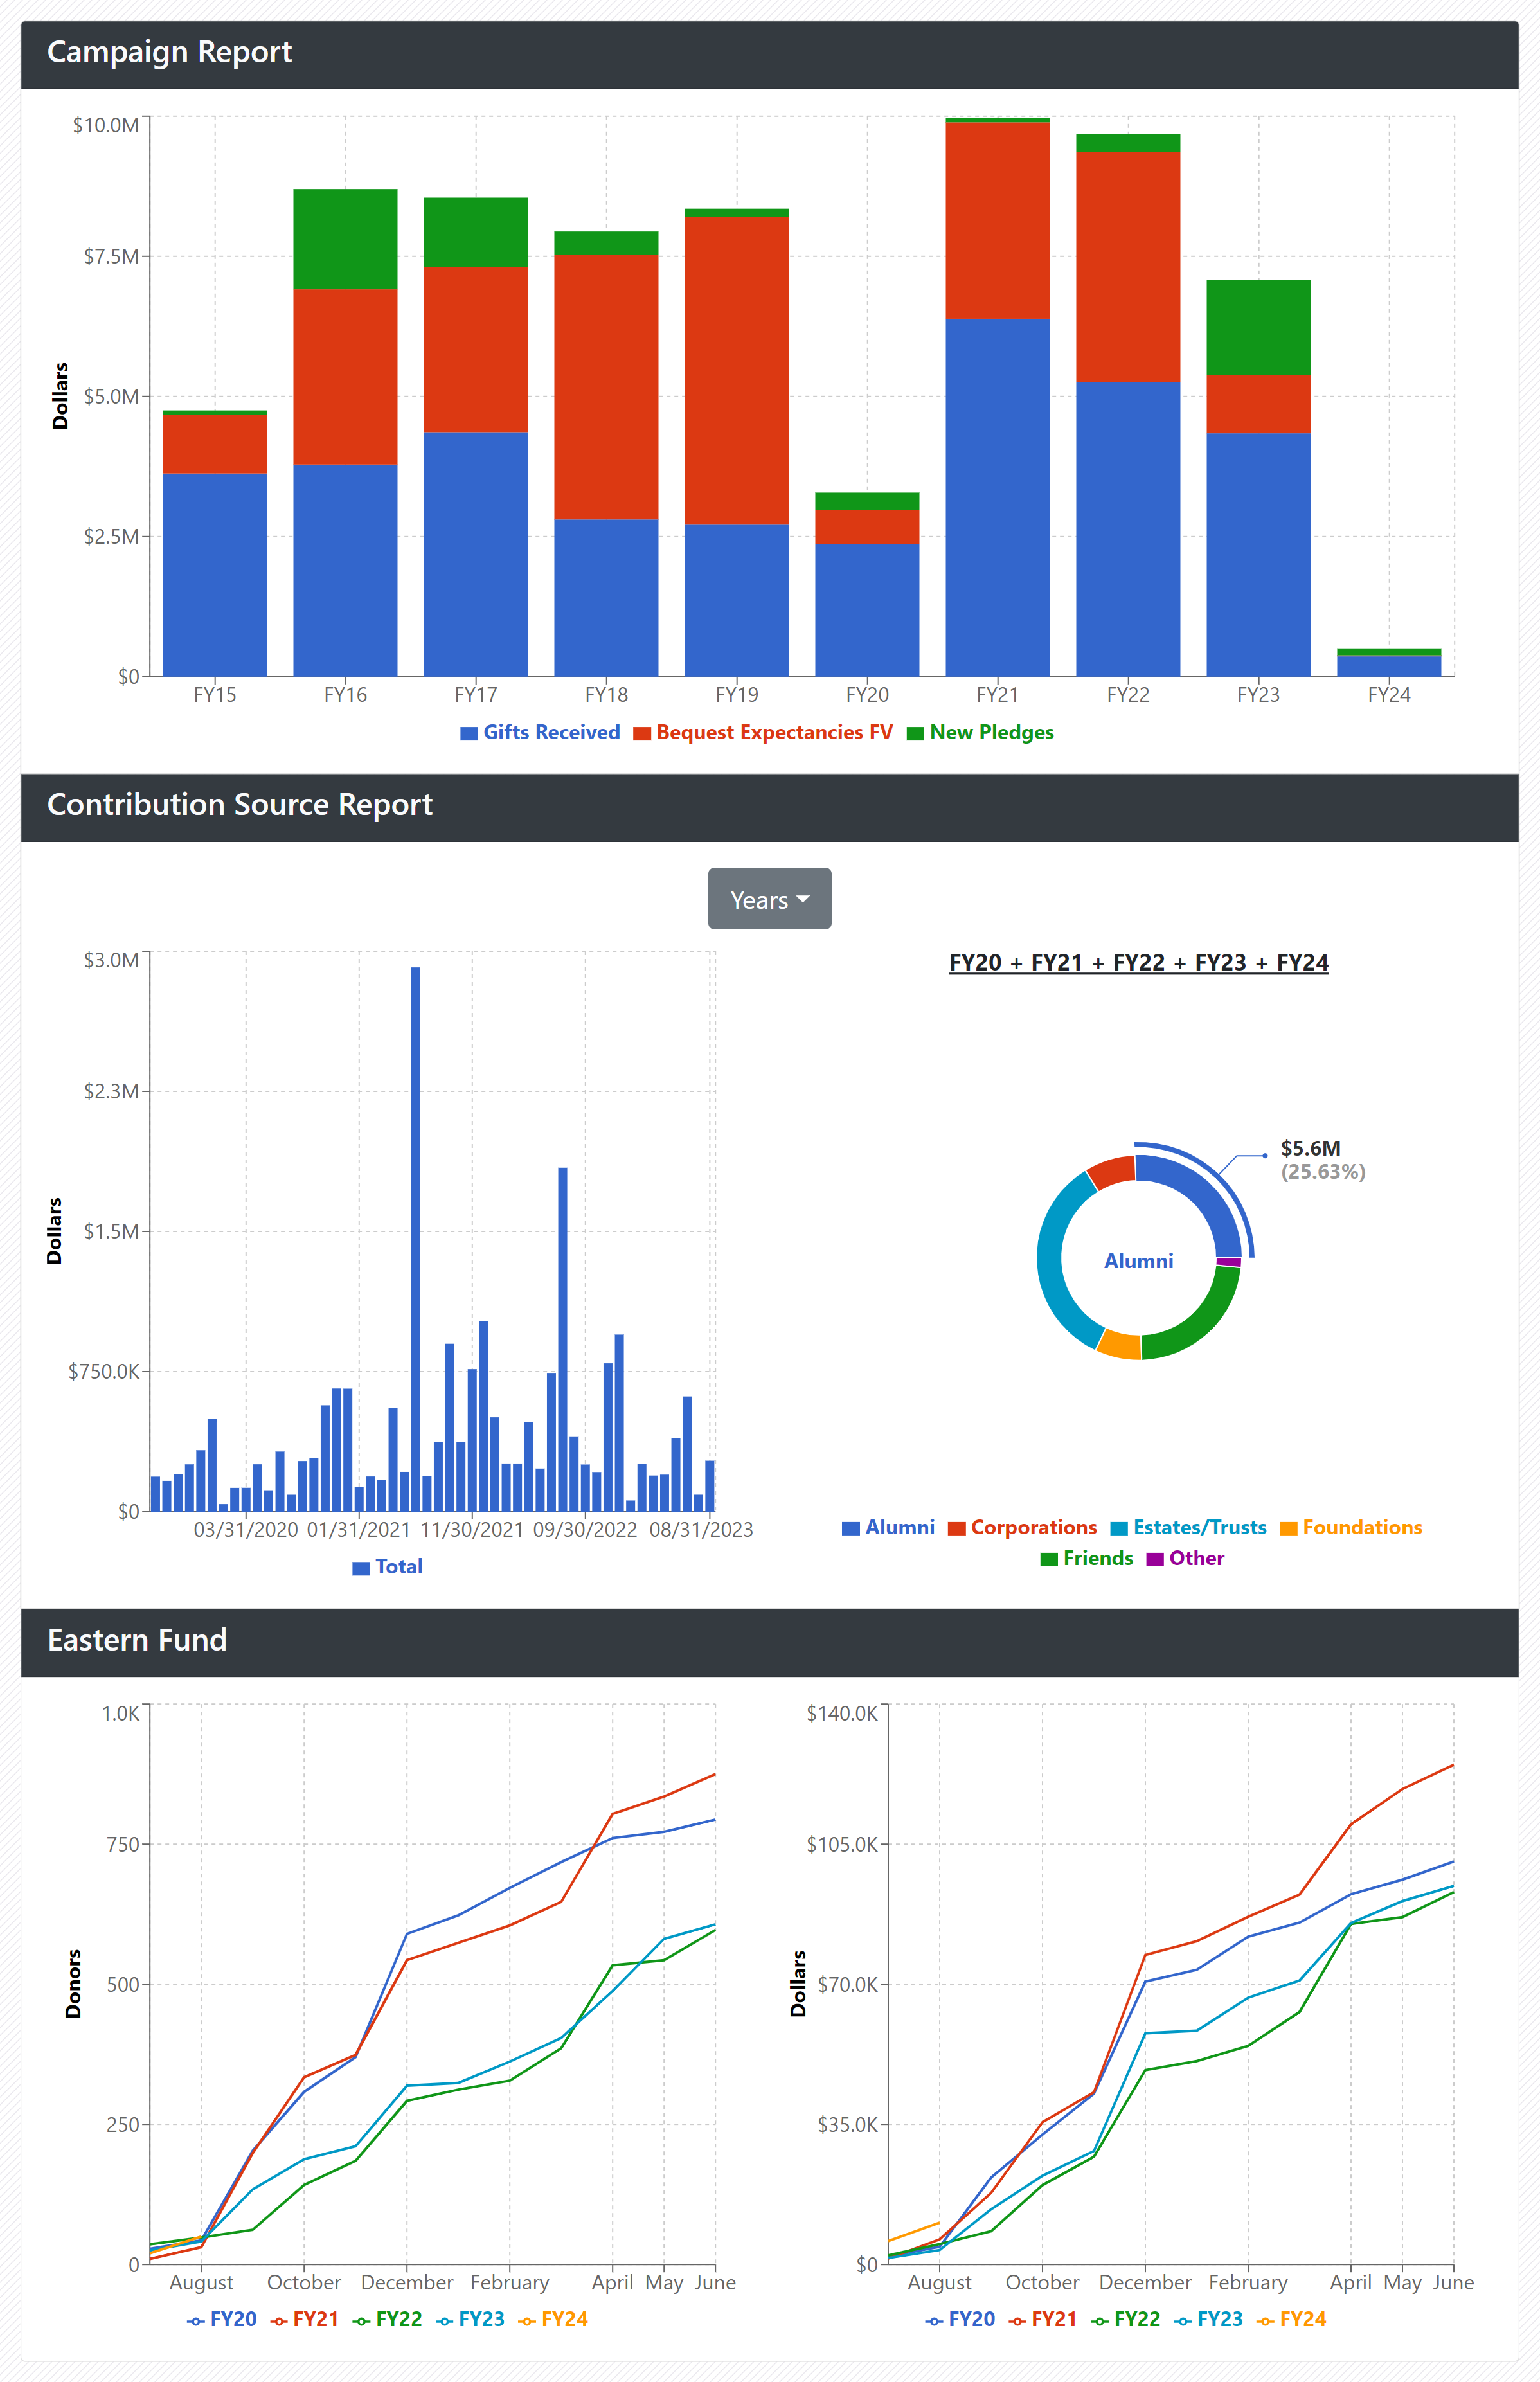 Campaign Report
$10.0M
$7.5M
$5.0M
$2.5M
$0
Dollars
FY15 FY16 FY17 FY18 FY19 FY20 FY21 FY22 FY23 FY24
Gifts Received Bequest Expectancies FV New Pledges
Contribution Source Report
Years
$3.0M
$2.3M
$1.5M
$750.0K
$0
Dollars
03/31/2020 01/31/2021 11/30/2021 09/30/2022 08/31/2023
Total
FY20 + FY21 + FY22 + FY23 + FY24
$5.6M
(25.63%)
Alumni
Alumni Corporations Estates/Trusts Foundations
Friends Other
Eastern Fund
1.0K
750
500
250
0
Donors
August October December February April May June
FY20 FY21 FY22 FY23 FY24
$140.0K
$105.0K
$70.0K
$35.0K
$0
Dollars
August October December February April May June
FY20 FY21 FY22 FY23 FY24